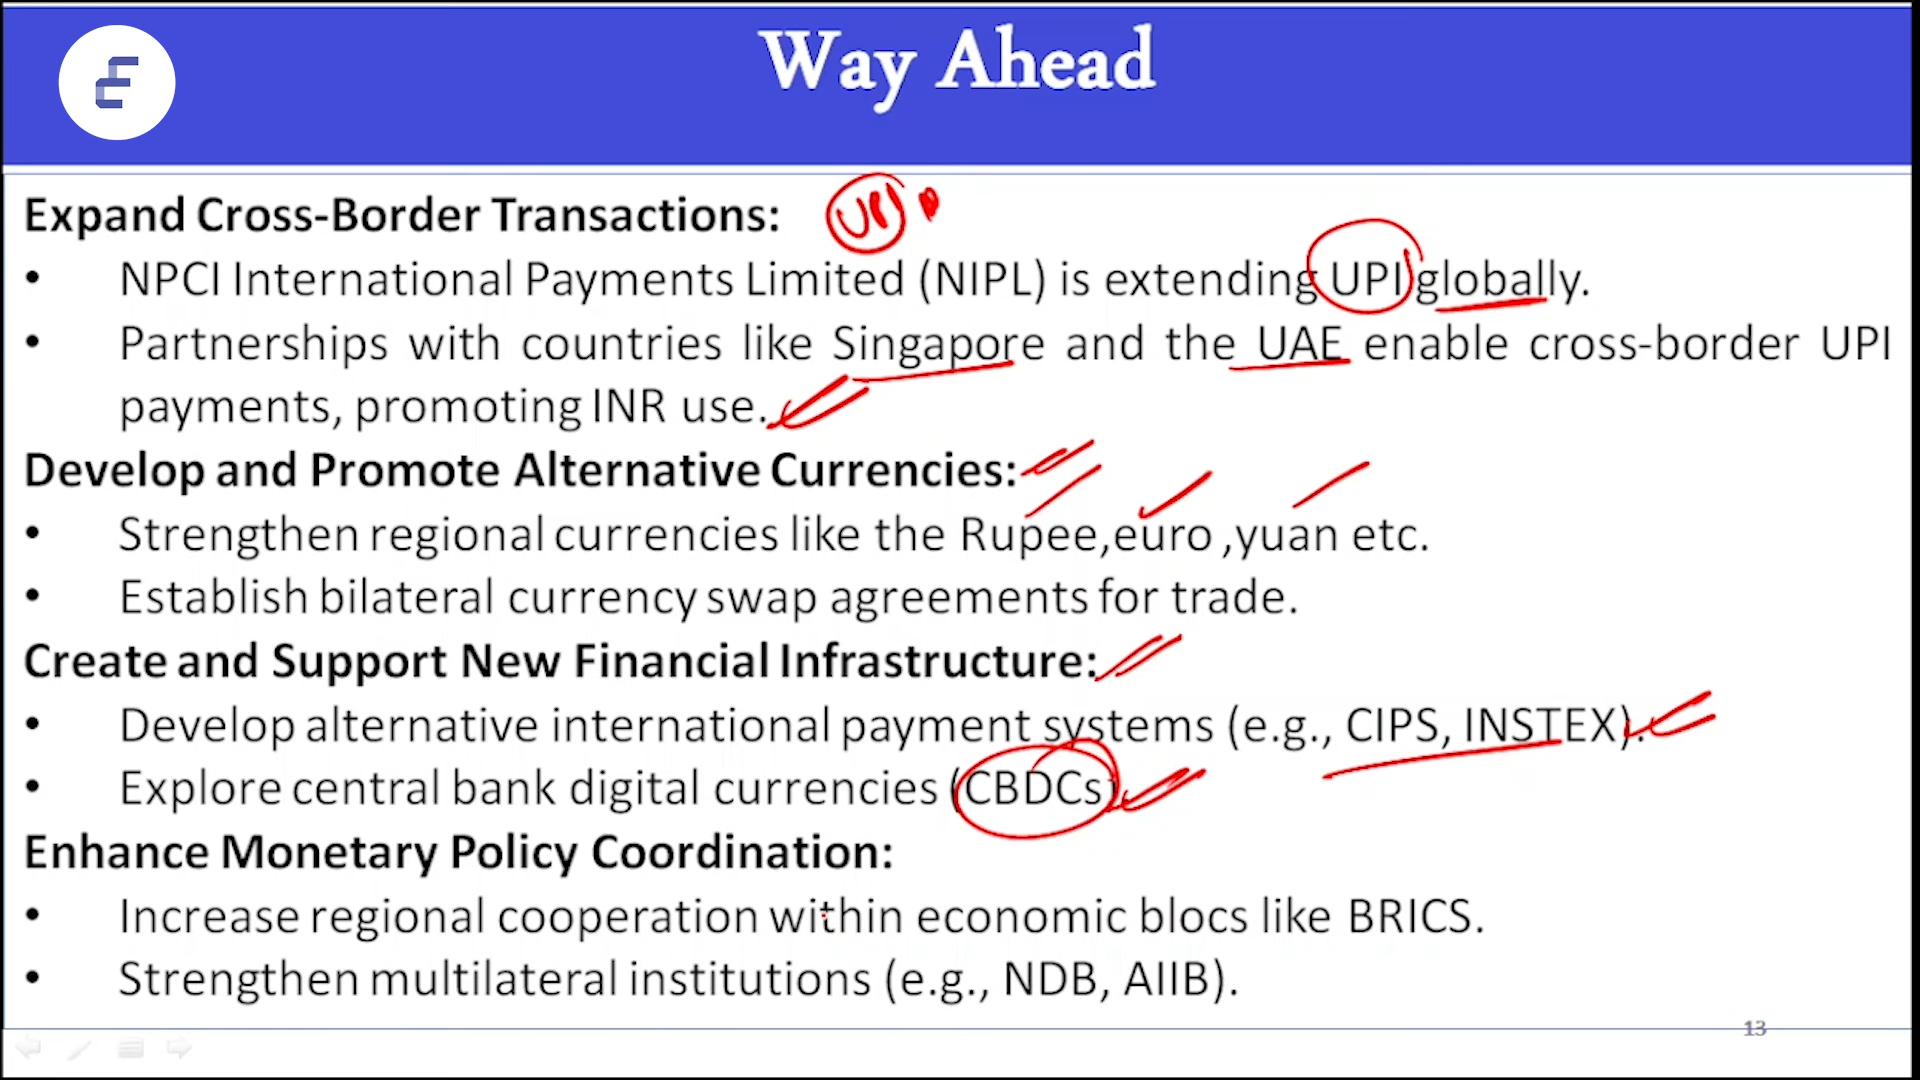 Way Ahead
Expand Cross-Border Transactions: UPI
• NPCI International Payments Limited (NIPL) is extending UPI globally.
• Partnerships with countries like Singapore and the UAE enable cross-border UPI
payments, promoting INR use.
Develop and Promote Alternative Currencies:
• Strengthen regional currencies like the Rupee,euro ,yuan etc.
• Establish bilateral currency swap agreements for trade.
Create and Support New Financial Infrastructure:
• Develop alternative international payment systems (e.g., CIPS, INSTEX).
• Explore central bank digital currencies (CBDCs)
Enhance Monetary Policy Coordination:
• Increase regional cooperation within economic blocs like BRICS.
• Strengthen multilateral institutions (e.g., NDB, AIIB).
13